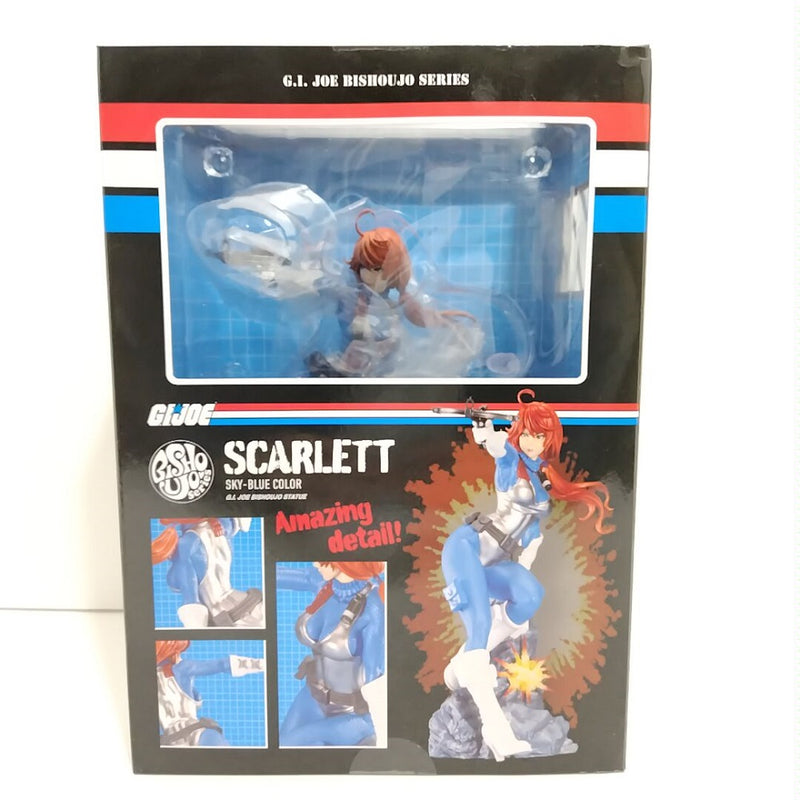 G.I. JOE BISHOUJO SERIES
GI JOE
BISHOUJO series
SCARLETT
SKY-BLUE COLOR
G.I. JOE BISHOUJO STATUE
Amazing
detail!